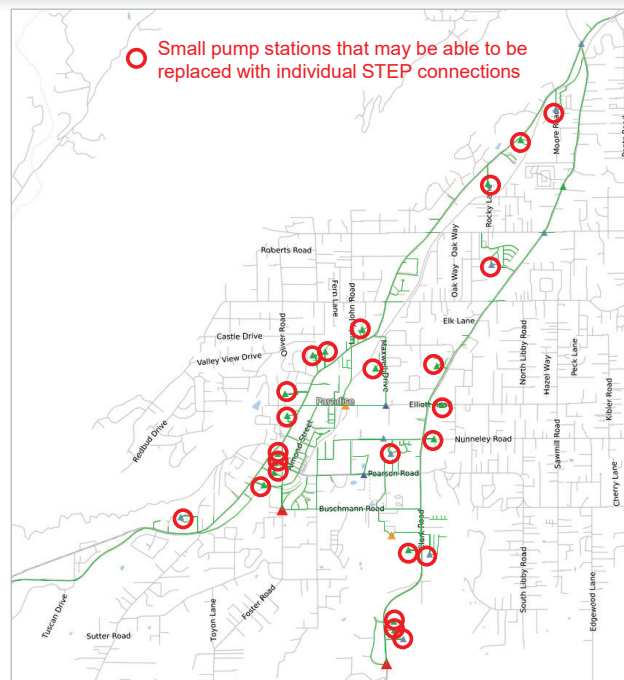 Small pump stations that may be able to be
replaced with individual STEP connections
Moore Road
Rocky Lane
Oak Way
Oak Way
Roberts Road
Fern Lane
John Road
Oliver Road
Elk Lane
Castle Drive
Valley View Drive
Maxwell Drive
North Libby Road
Hazel Way
Peck Lane
Kibler Road
Paradise
Elliott
Redbud Drive
Almond Street
Nunneley Road
Sawmill Road
Cherry Lane
Pearson Road
Buschmann Road
Clark Road
South Libby Road
Edgewood Lane
Foster Road
Toyon Lane
Tuscan Drive
Sutter Road